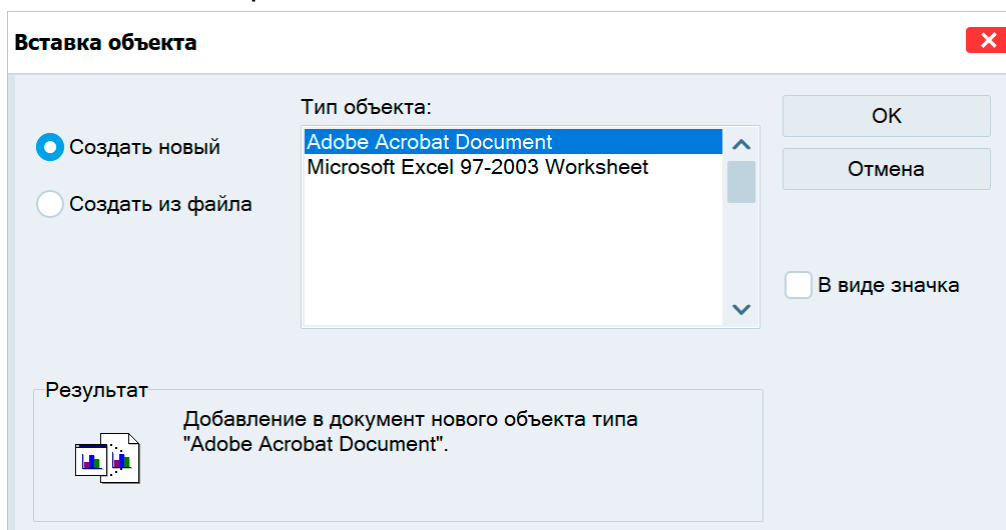 Вставка объекта
Тип объекта:
Создать новый
Создать из файла
Adobe Acrobat Document
Microsoft Excel 97-2003 Worksheet
OK
Отмена
В виде значка
Результат
Добавление в документ нового объекта типа
"Adobe Acrobat Document".